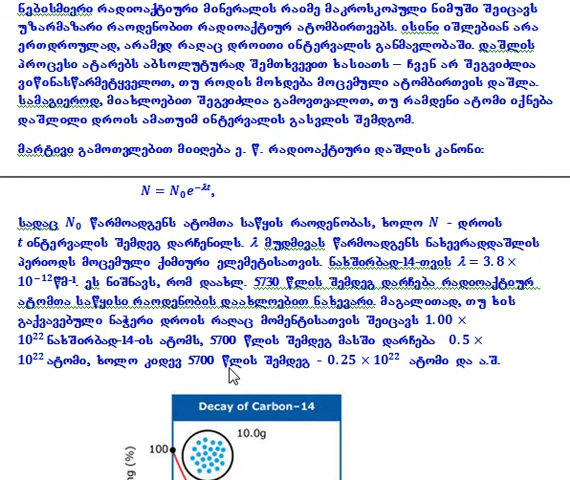 ნებისმიერი რადიოაქტიური მინერალის რაიმე მაკროსკოპული ნიმუში შეიცავს
უზარმაზარი რაოდენობით რადიოაქტიურ ატომბირთვებს. ისინი იშლებიან არა
ერთდროულად, არამედ რაღაც დროითი ინტერვალის განმავლობაში. დაშლის
პროცესი ატარებს აბსოლუტურად შემთხვევით ხასიათს – ჩვენ არ შეგვიძლია
ვიწინასწარმეტყველოთ, თუ როდის მოხდება მოცემული ატომბირთვის დაშლა.
სამაგიეროდ, მიახლოებით შეგვიძლია გამოვთვალოთ, თუ რამდენი ატომი იქნება
დაშლილი დროის ამათუიმ ინტერვალის გასვლის შემდგომ.
მარტივი გამოთვლებით მიიღება ე. წ. რადიოაქტიური დაშლის კანონი:
N = N₀e^{−λt},
სადაც N₀ წარმოადგენს ატომთა საწყის რაოდენობას, ხოლო N - დროის
t ინტერვალის შემდეგ დარჩენილს. λ მუდმივას წარმოადგენს ნახევრადდაშლის
პერიოდს მოცემული ქიმიური ელემეტისათვის. ნახშირბად-14-თვის λ = 3.8 ×
10⁻¹²წმ⁻¹. ეს ნიშნავს, რომ დაახლ. 5730 წლის შემდეგ დარჩება რადიოაქტიურ
ატომთა საწყისი რაოდენობის დაახლოებით ნახევარი. მაგალითად, თუ ხის
გაქვავებული ნაჭერი დროის რაღაც მომენტისათვის შეიცავს 1.00 ×
10²² ნახშირბად-14-ის ატომს, 5700 წლის შემდეგ მასში დარჩება 0.5 ×
10²² ატომი, ხოლო კიდევ 5700 წლის შემდეგ - 0.25 × 10²² ატომი და ა.შ.
Decay of Carbon–14
10.0g
100
(%)